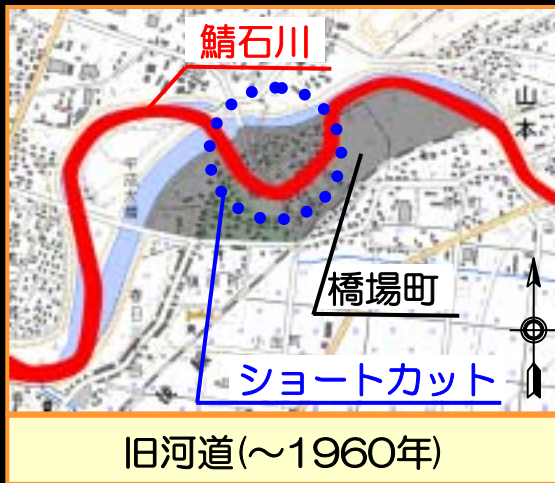 鯖石川
山本
橋場町
ショートカット
旧河道(~1960年)